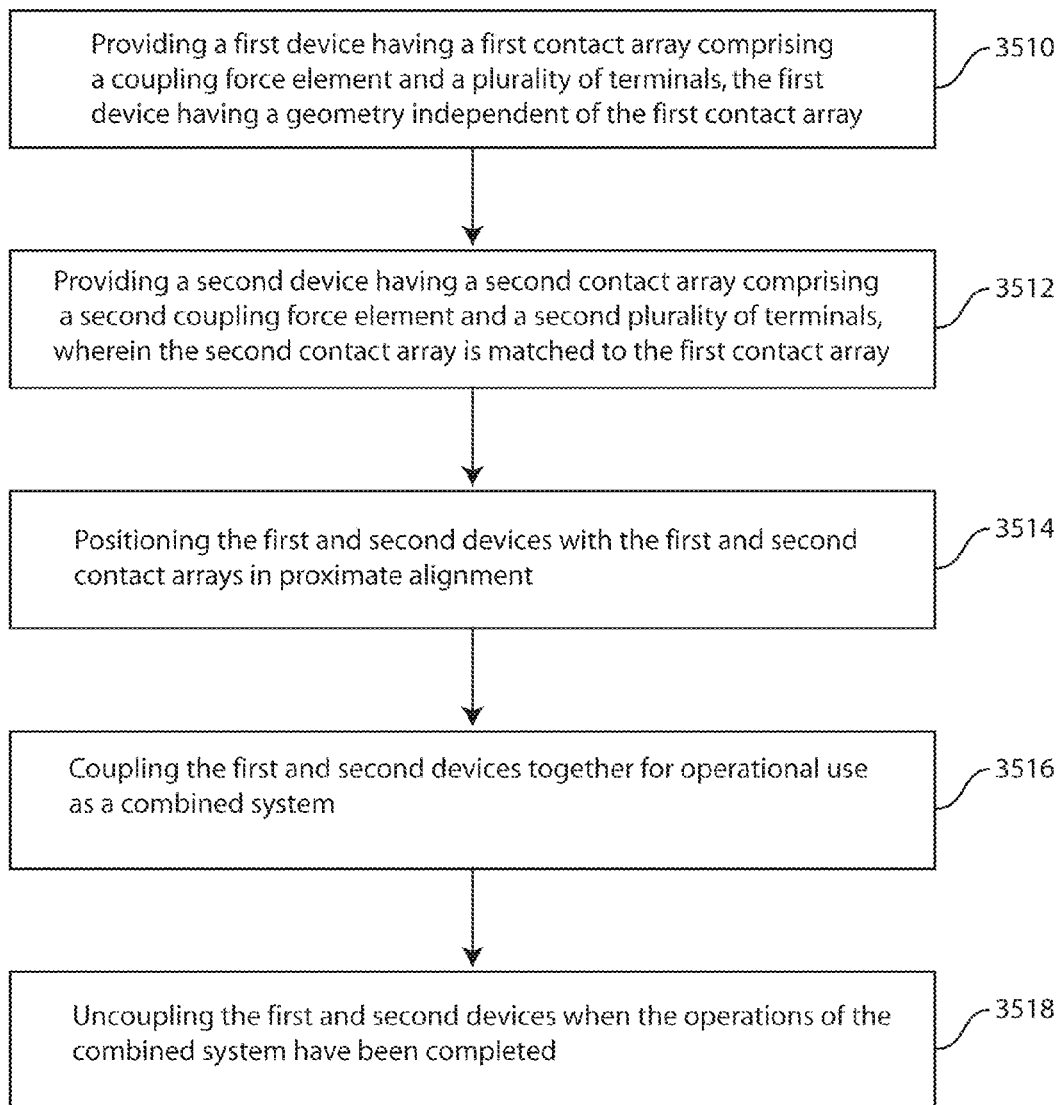 Providing a first device having a first contact array comprising
a coupling force element and a plurality of terminals, the first
device having a geometry independent of the first contact array
3510
Providing a second device having a second contact array comprising
a second coupling force element and a second plurality of terminals,
wherein the second contact array is matched to the first contact array
3512
Positioning the first and second devices with the first and second
contact arrays in proximate alignment
3514
Coupling the first and second devices together for operational use
as a combined system
3516
Uncoupling the first and second devices when the operations of the
combined system have been completed
3518